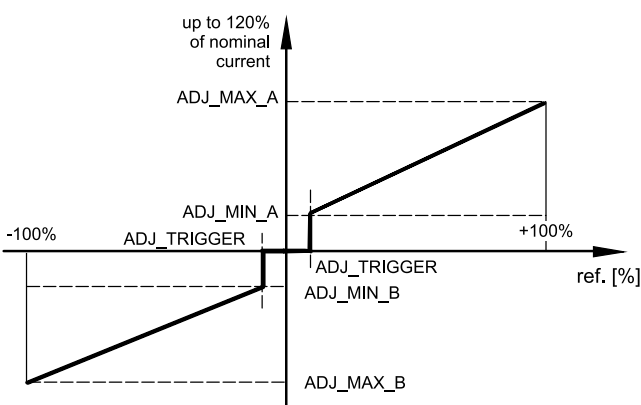 up to 120%
of nominal
current
ADJ_MAX_A
ADJ_MIN_A
-100%
ADJ_TRIGGER
+100%
ADJ_TRIGGER
ref. [%]
ADJ_MIN_B
ADJ_MAX_B